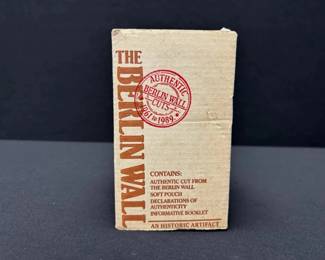 THE
BERLIN WALL
AUTHENTIC
BERLIN WALL
CUTS
1961 to 1989
CONTAINS:
AUTHENTIC CUT FROM
THE BERLIN WALL
SOFT POUCH
DECLARATIONS OF
AUTHENTICITY
INFORMATIVE BOOKLET
AN HISTORIC ARTIFACT